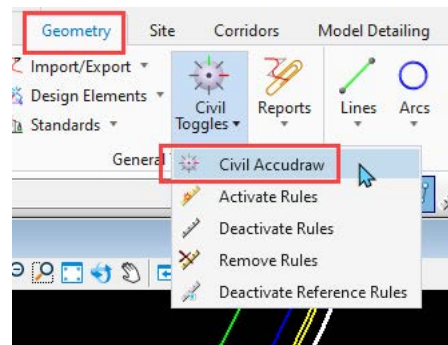 Geometry Site Corridors Model Detailing
Import/Export
Design Elements
Standards
Civil
Toggles
Reports
Lines
Arcs
General
Civil Accudraw
Activate Rules
Deactivate Rules
Remove Rules
Deactivate Reference Rules